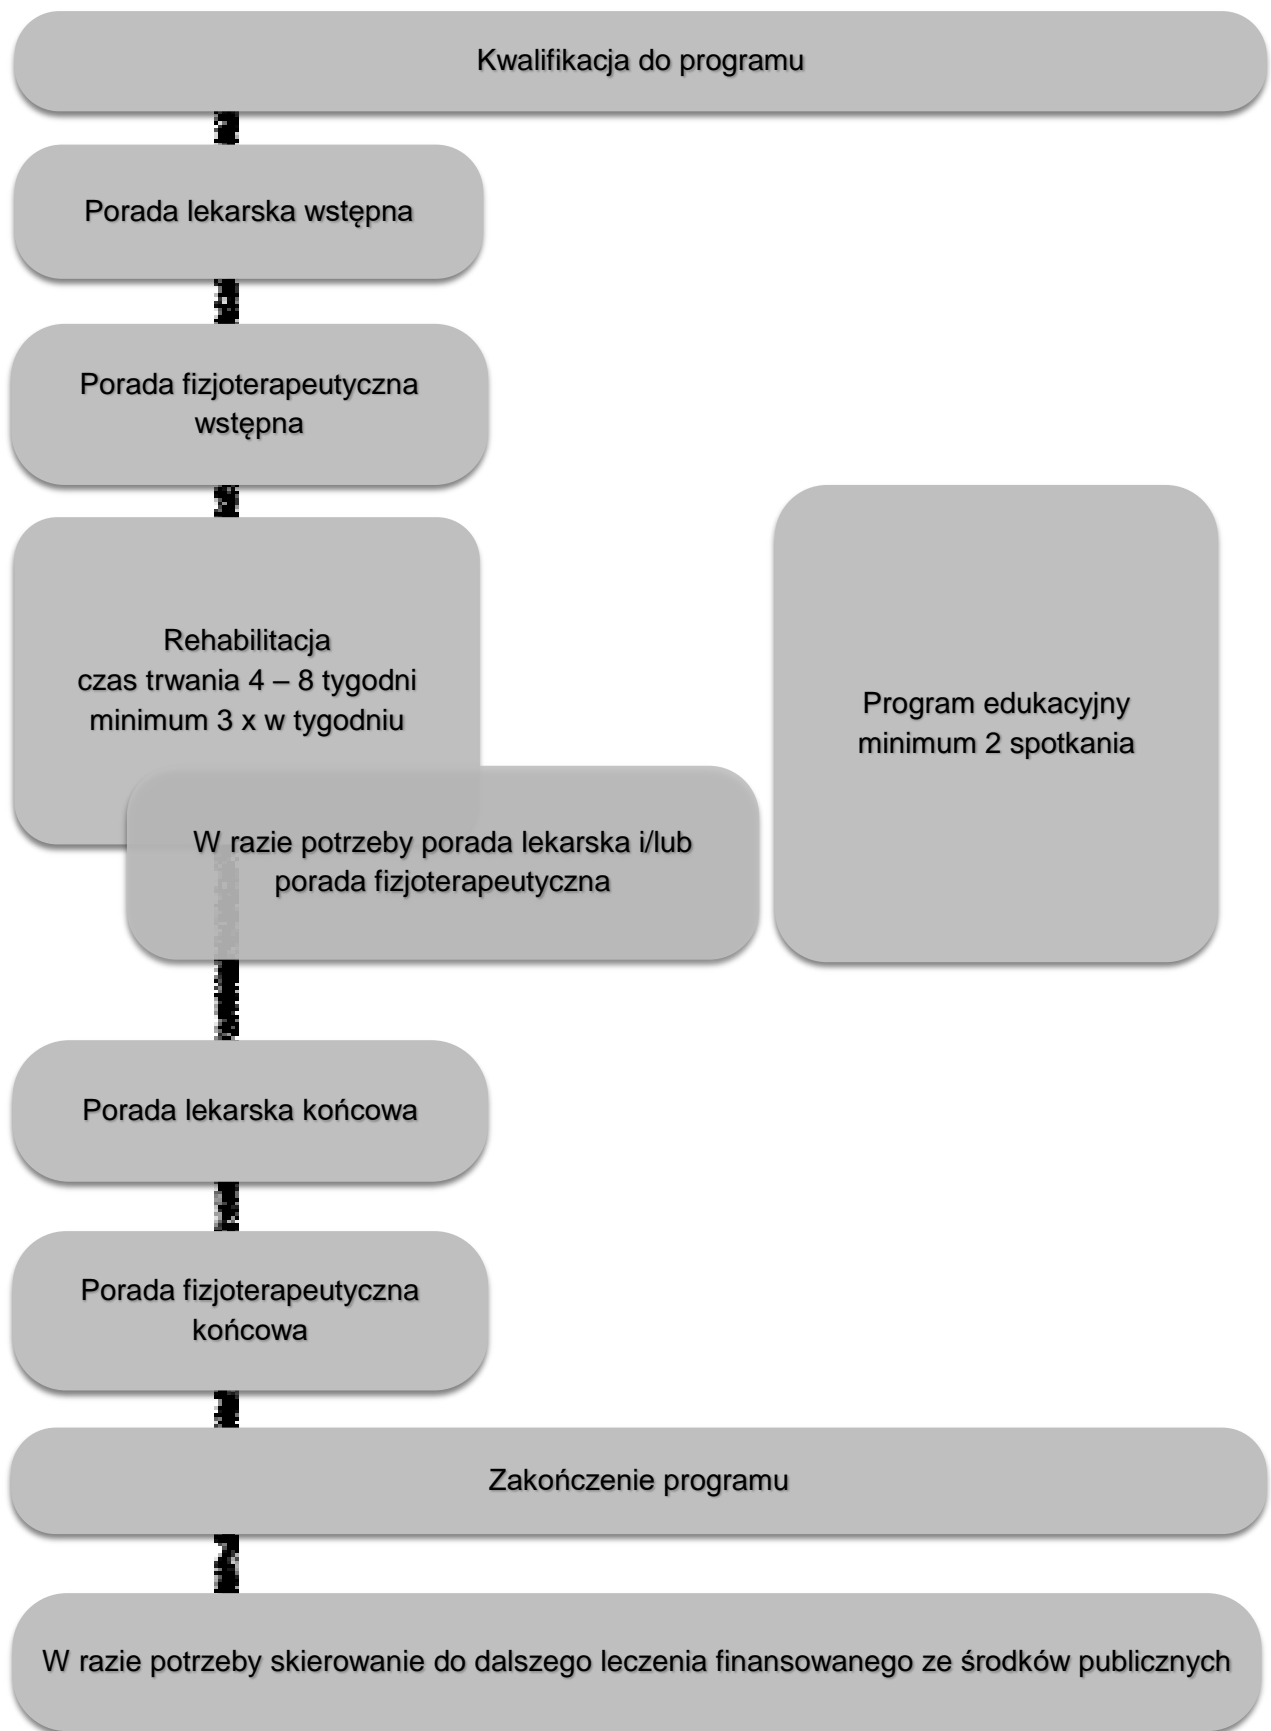 Kwalifikacja do programu
Porada lekarska wstępna
Porada fizjoterapeutyczna
wstępna
Rehabilitacja
czas trwania 4 – 8 tygodni
minimum 3 x w tygodniu
Program edukacyjny
minimum 2 spotkania
W razie potrzeby porada lekarska i/lub
porada fizjoterapeutyczna
Porada lekarska końcowa
Porada fizjoterapeutyczna
końcowa
Zakończenie programu
W razie potrzeby skierowanie do dalszego leczenia finansowanego ze środków publicznych